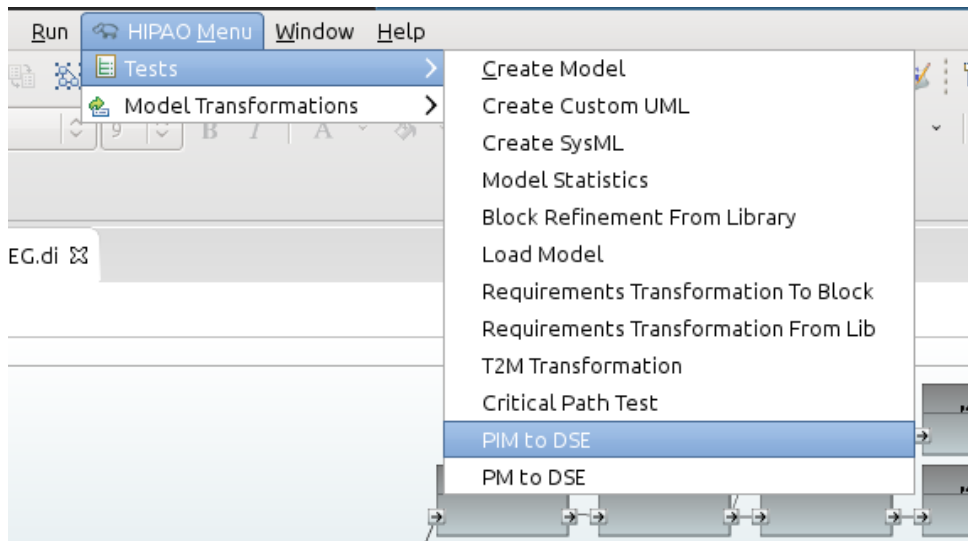 Run HIPAO Menu Window Help
Tests
Model Transformations
Create Model
Create Custom UML
Create SysML
Model Statistics
Block Refinement From Library
Load Model
Requirements Transformation To Block
Requirements Transformation From Lib
T2M Transformation
Critical Path Test
PIM to DSE
PM to DSE
9 B I A
EG.di